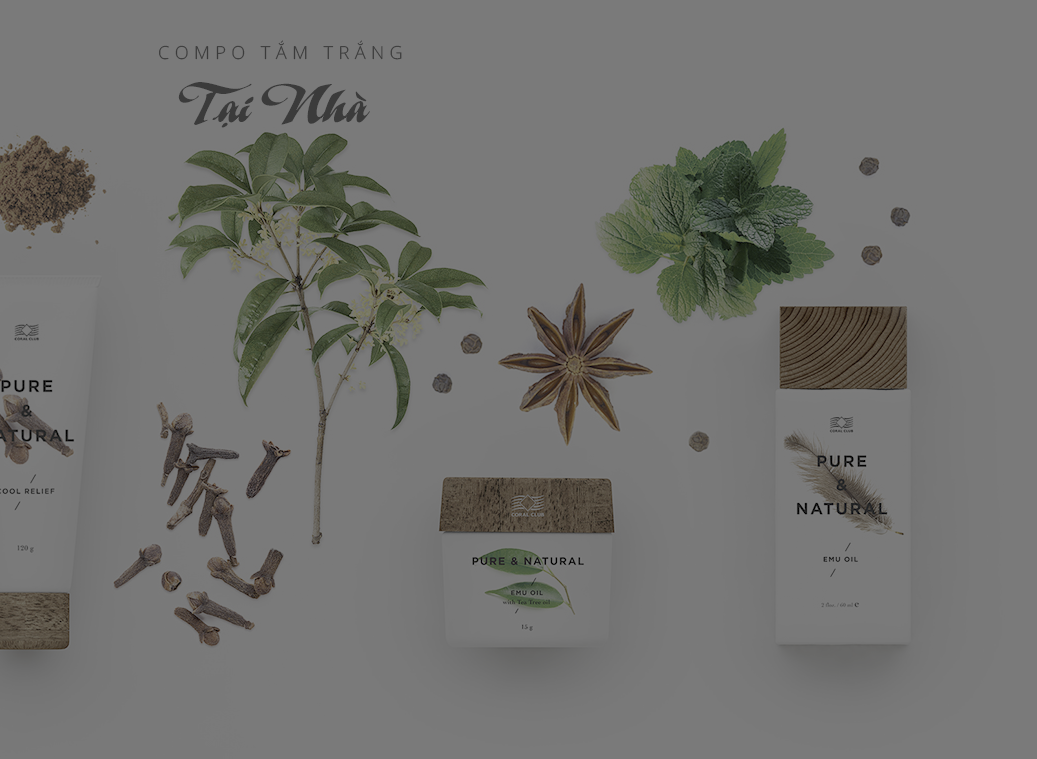 COMPO TẮM TRẮNG
Tại Nhà
CORAL CLUB
PURE
&
NATURAL
COOL RELIEF
120 g
CORAL CLUB
PURE & NATURAL
EMU OIL
with Tea Tree oil
15 g
CORAL CLUB
PURE
&
NATURAL
EMU OIL
2 fl oz / 60 ml ℮